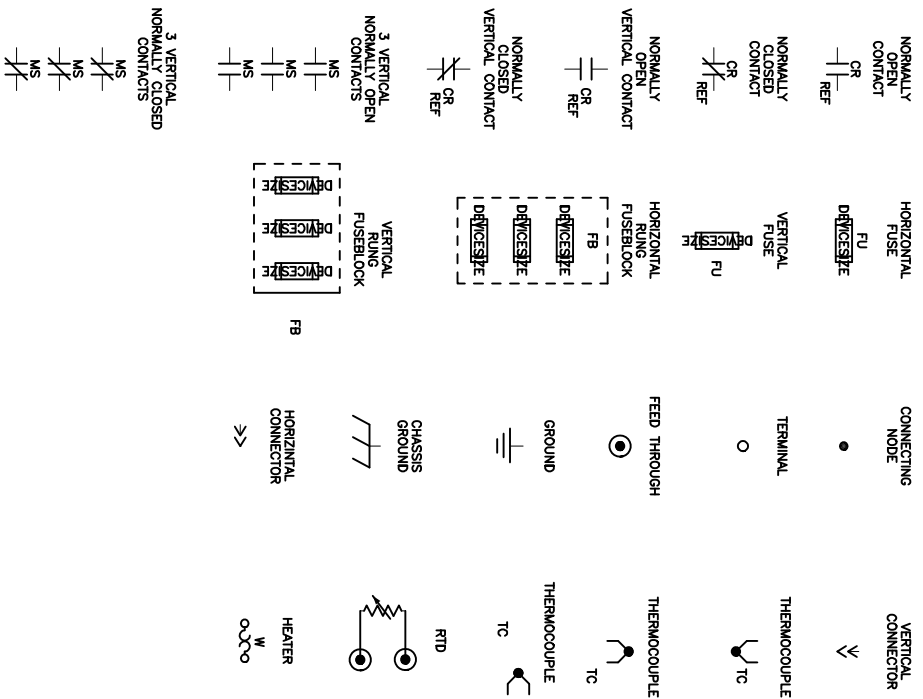 NORMALLY
OPEN
CONTACT
CR
REF
NORMALLY
CLOSED
CONTACT
CR
REF
NORMALLY
OPEN
VERTICAL CONTACT
CR
REF
NORMALLY
CLOSED
VERTICAL CONTACT
CR
REF
3 VERTICAL
NORMALLY OPEN
CONTACTS
MS
MS
MS
3 VERTICAL
NORMALLY CLOSED
CONTACTS
MS
MS
MS
HORIZONTAL
FUSE
FU
DEVICESIZE
VERTICAL
FUSE
DEVICESIZE
FU
HORIZONTAL
RUNG
FUSEBLOCK
FB
DEVICESIZE
DEVICESIZE
DEVICESIZE
VERTICAL
RUNG
FUSEBLOCK
DEVICESIZE
DEVICESIZE
DEVICESIZE
FB
CONNECTING
NODE
TERMINAL
FEED THROUGH
GROUND
CHASSIS
GROUND
HORIZINTAL
CONNECTOR
VERTICAL
CONNECTOR
THERMOCOUPLE
TC
THERMOCOUPLE
TC
THERMOCOUPLE
TC
RTD
HEATER
W